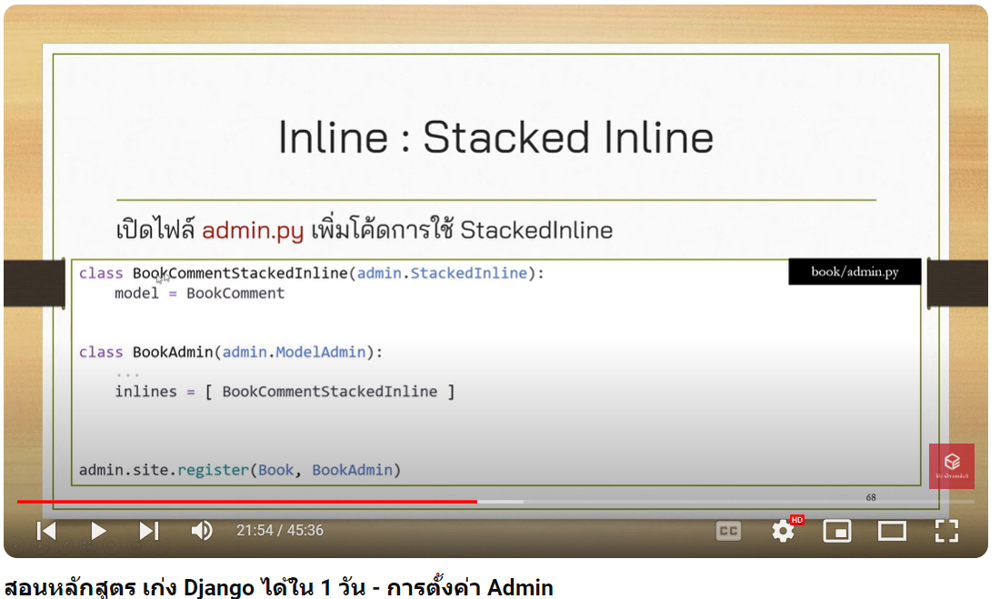 Inline : Stacked Inline
เปิดไฟล์ admin.py เพิ่มโค้ดการใช้ StackedInline
book/admin.py
class BookCommentStackedInline(admin.StackedInline):
model = BookComment
class BookAdmin(admin.ModelAdmin):
...
inlines = [ BookCommentStackedInline ]
admin.site.register(Book, BookAdmin)
68
21:54 / 45:36
CC
HD
สอนหลักสูตร เก่ง Django ได้ใน 1 วัน - การตั้งค่า Admin